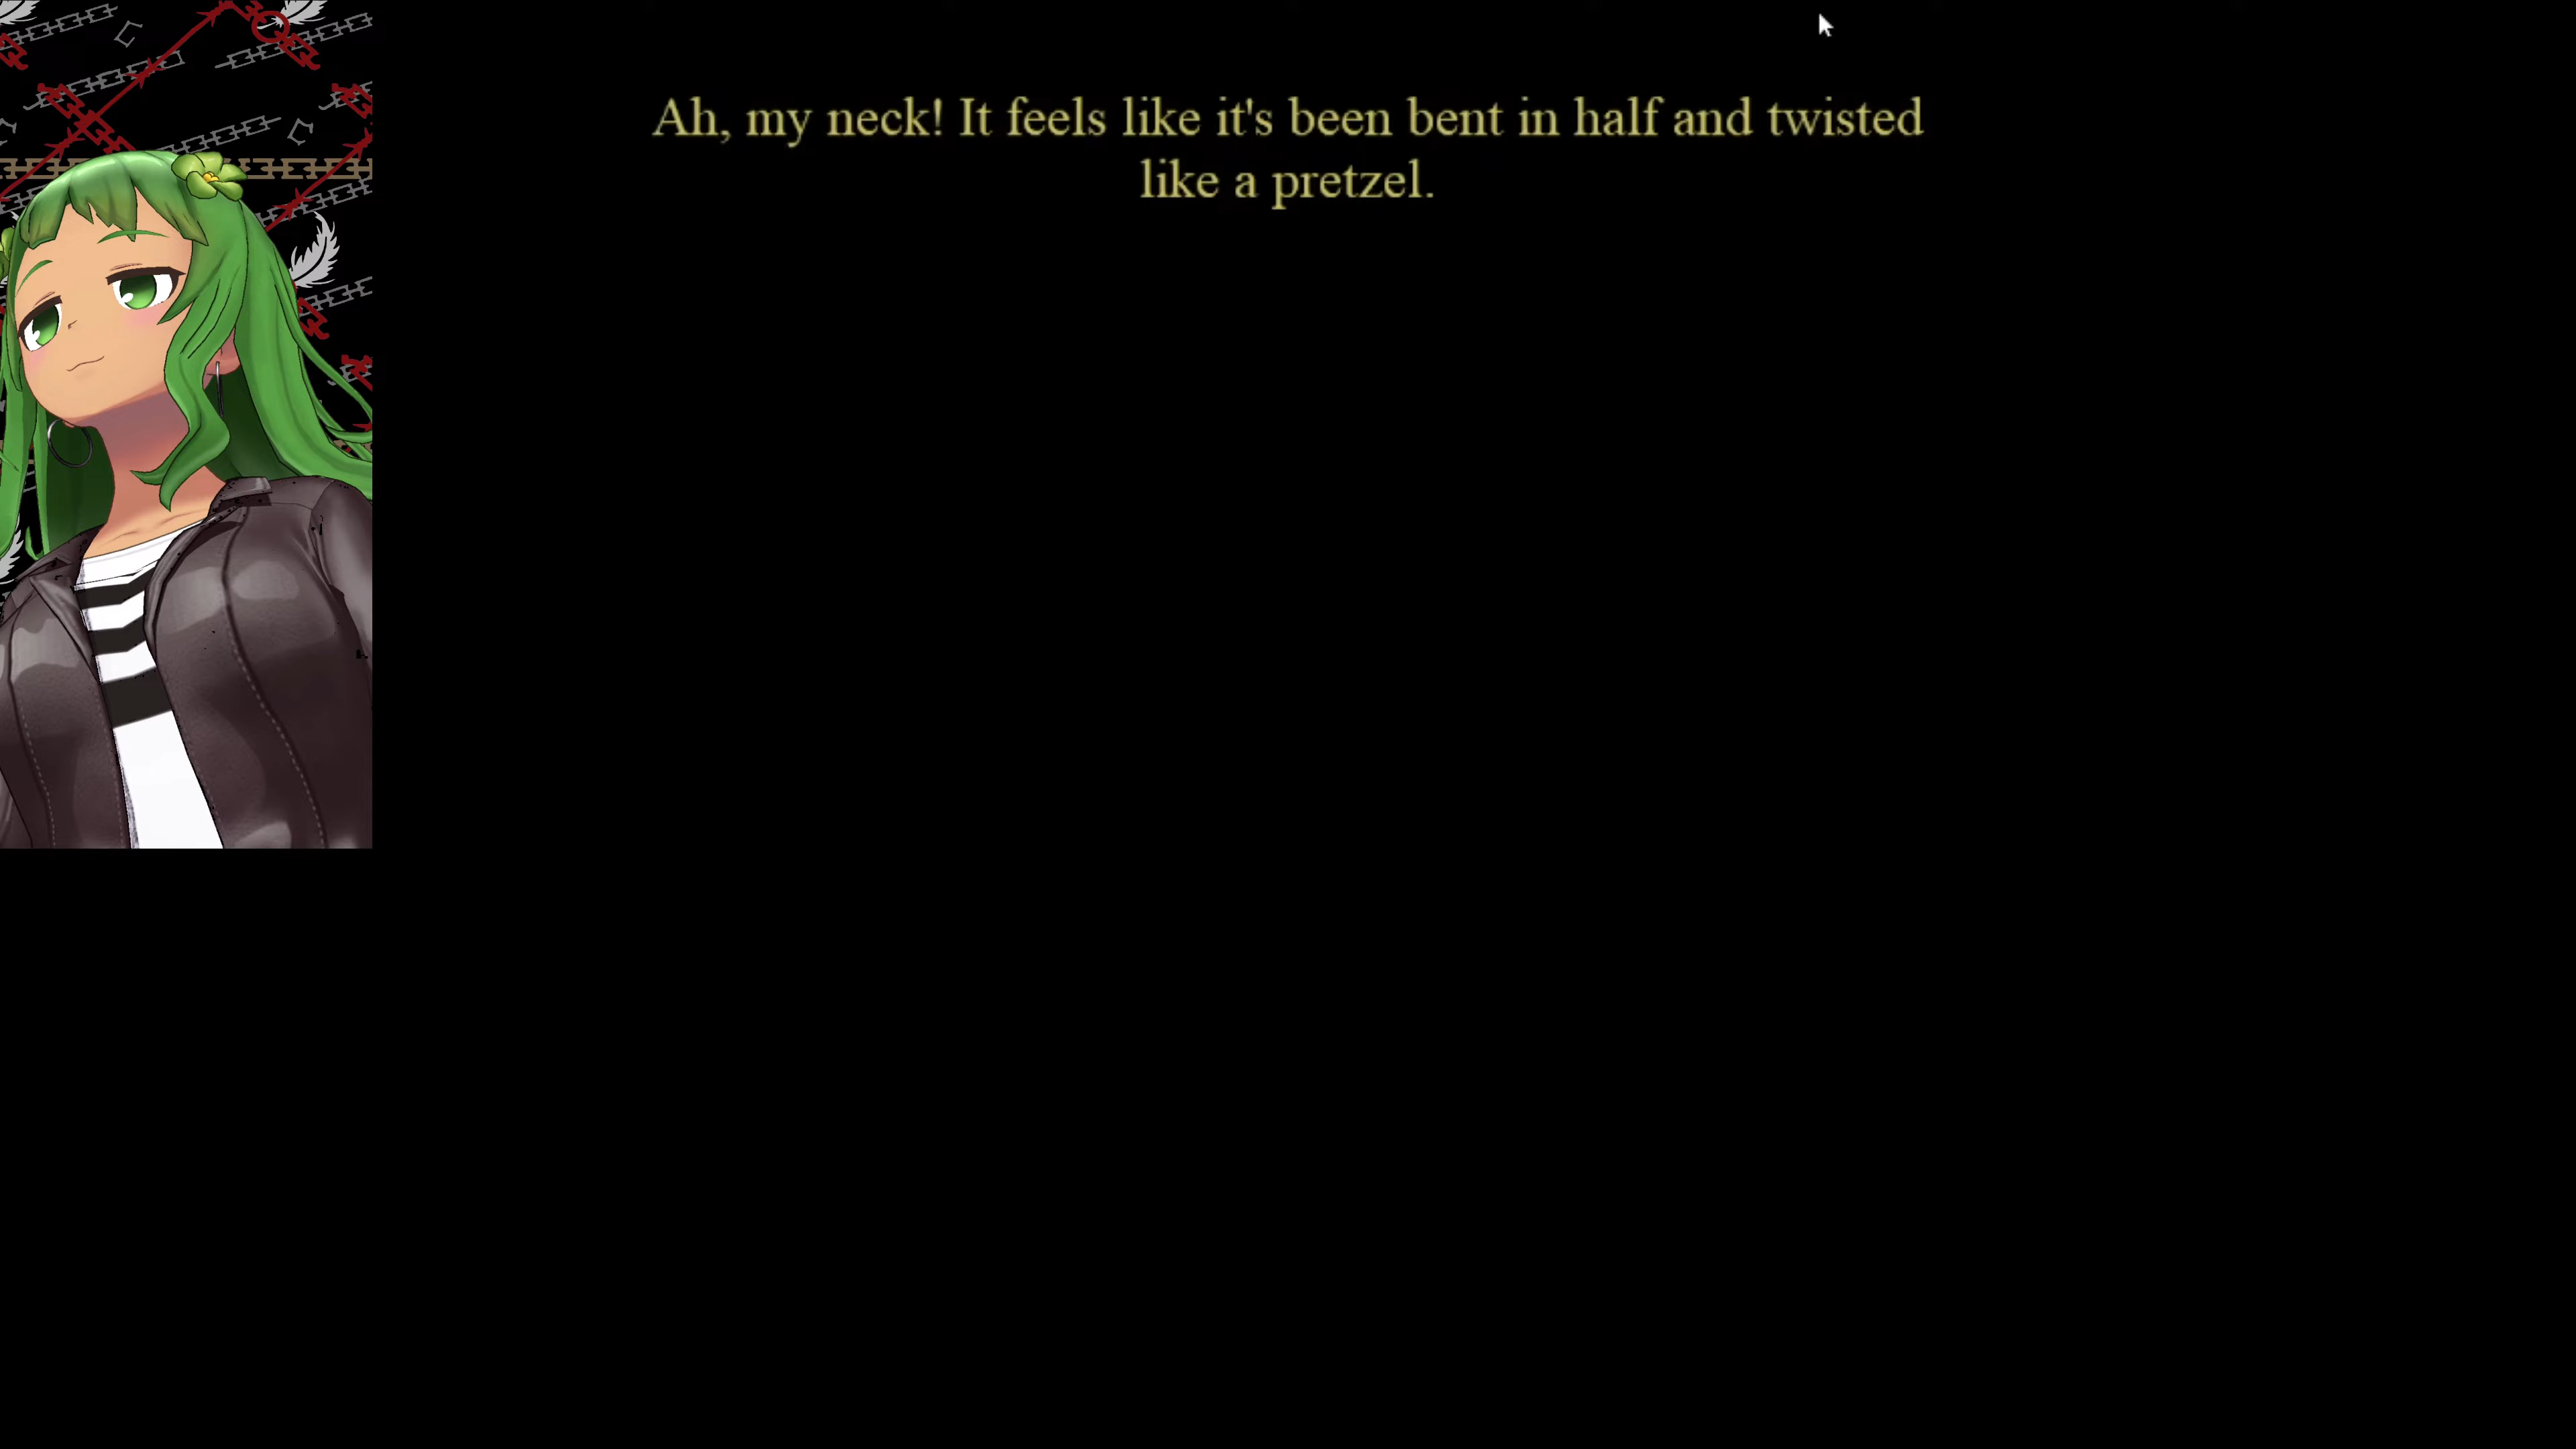 Ah, my neck! It feels like it's been bent in half and twisted
like a pretzel.